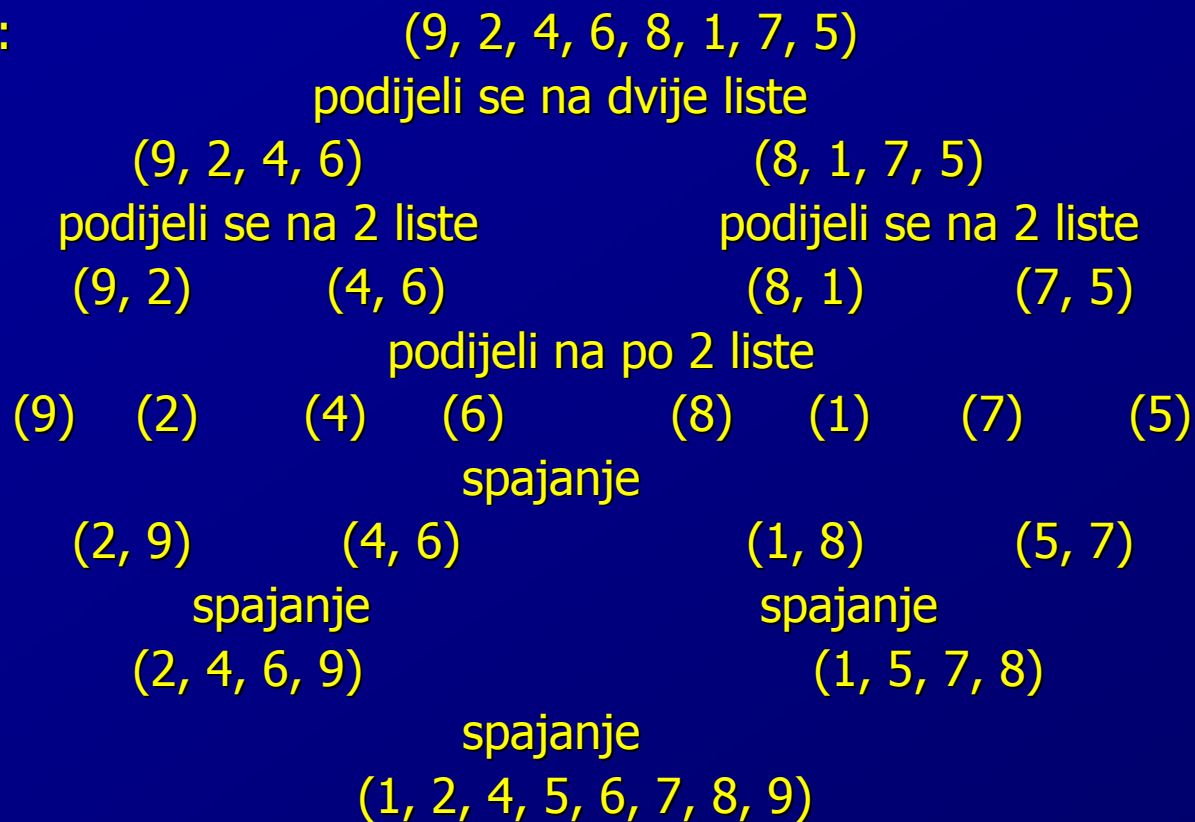 : (9, 2, 4, 6, 8, 1, 7, 5)
podijeli se na dvije liste
(9, 2, 4, 6) (8, 1, 7, 5)
podijeli se na 2 liste podijeli se na 2 liste
(9, 2) (4, 6) (8, 1) (7, 5)
podijeli na po 2 liste
(9) (2) (4) (6) (8) (1) (7) (5)
spajanje
(2, 9) (4, 6) (1, 8) (5, 7)
spajanje spajanje
(2, 4, 6, 9) (1, 5, 7, 8)
spajanje
(1, 2, 4, 5, 6, 7, 8, 9)